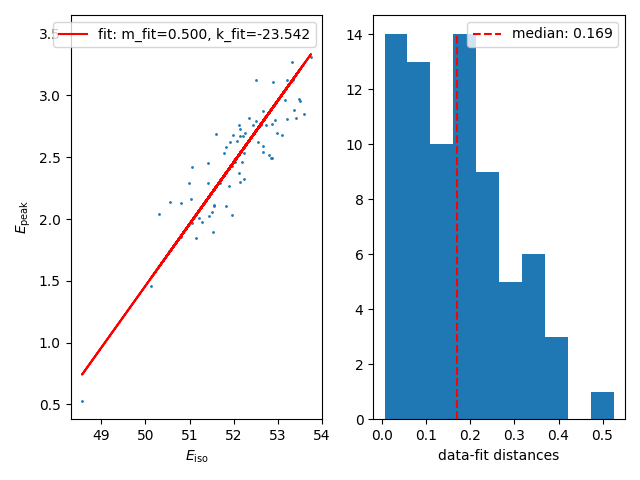 fit: m_fit=0.500, k_fit=-23.542
3.5
3.0
2.5
2.0
1.5
1.0
0.5
E_peak
49 50 51 52 53 54
E_iso
median: 0.169
14
12
10
8
6
4
2
0
0.0 0.1 0.2 0.3 0.4 0.5
data-fit distances